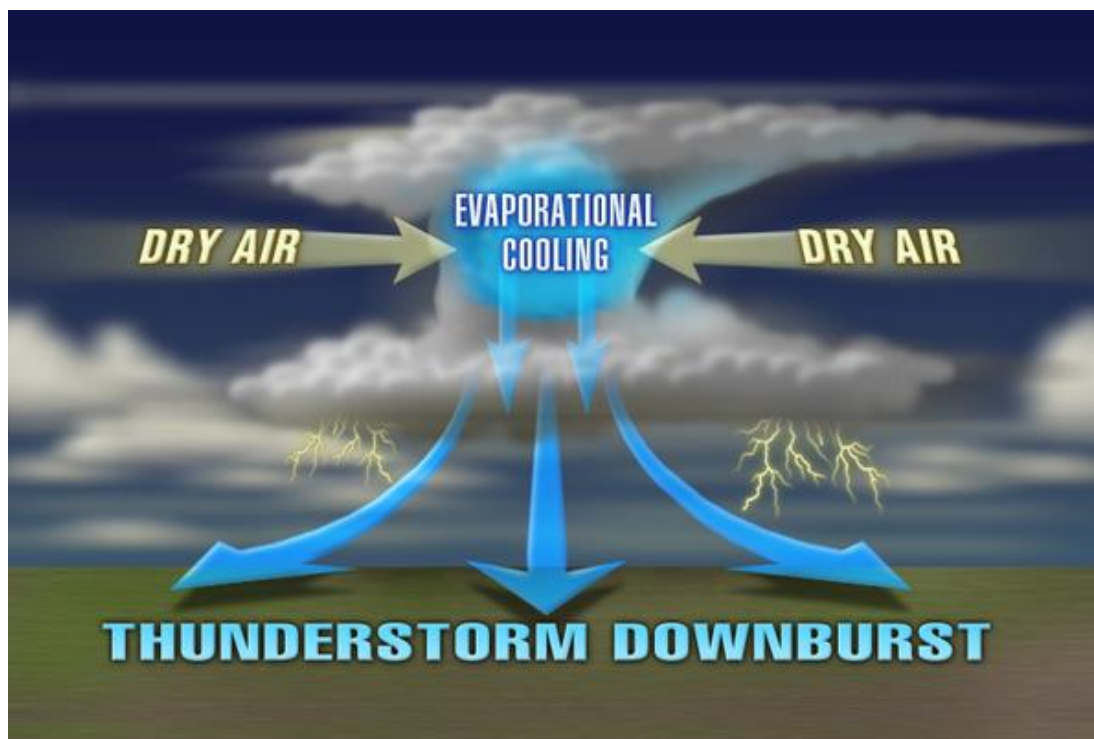 EVAPORATIONAL
COOLING
DRY AIR
DRY AIR
THUNDERSTORM DOWNBURST